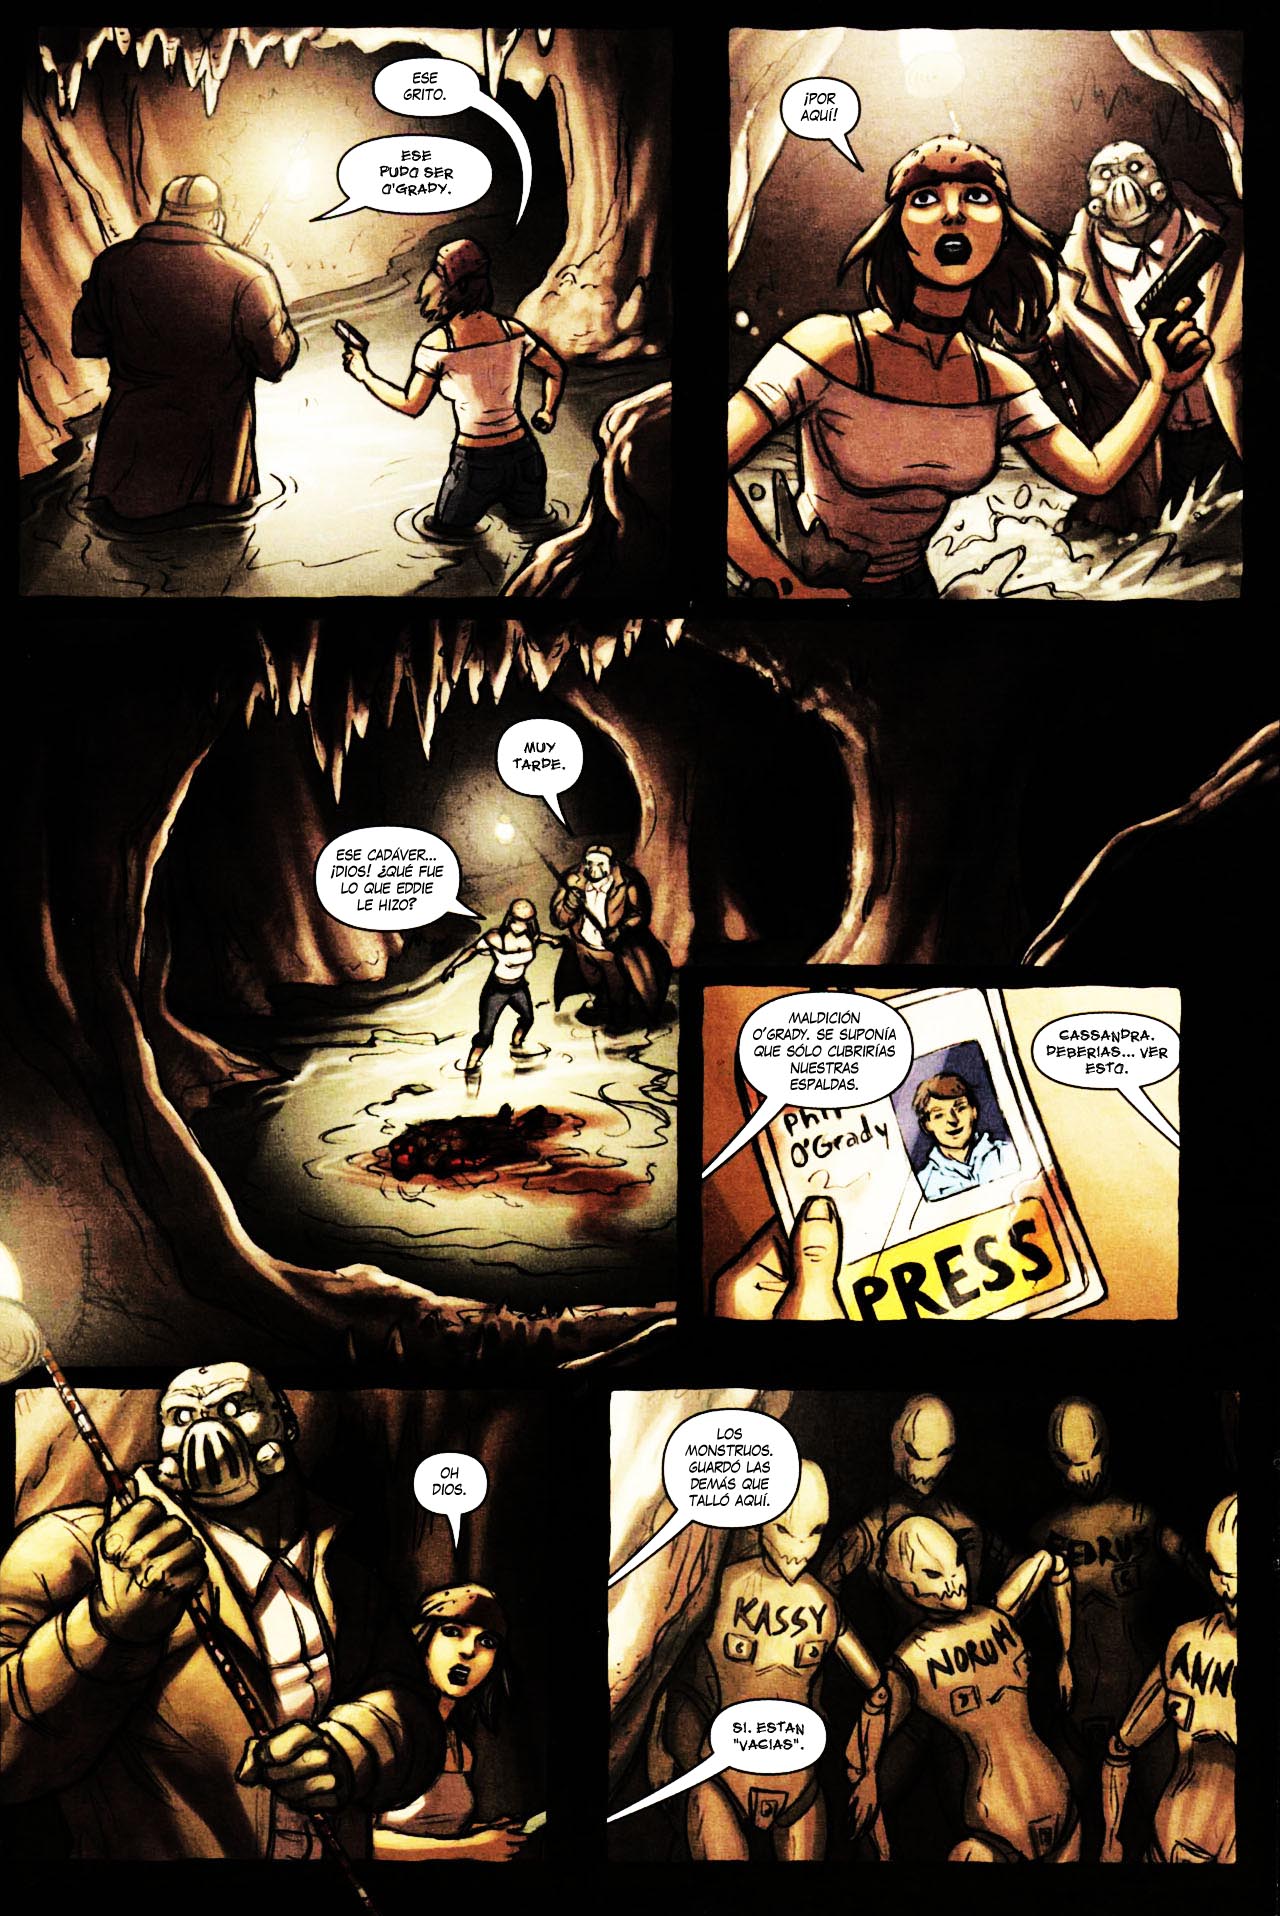 ESE
GRITO.
ESE
PUDO SER
O'GRADY.
¡POR
AQUÍ!
MUY
TARDE.
ESE CADÁVER...
¡DIOS! ¿QUÉ FUE
LO QUE EDDIE
LE HIZO?
MALDICIÓN
O'GRADY. SE SUPONÍA
QUE SÓLO CUBRIRÍAS
NUESTRAS
ESPALDAS.
CASSANDRA.
DEBERIAS... VER
ESTO.
Phil
O'Grady
PRESS
OH
DIOS.
LOS
MONSTRUOS.
GUARDÓ LAS
DEMÁS QUE
TALLÓ AQUÍ.
KASSY
NORUM
ANN
SI. ESTAN
"VACIAS".